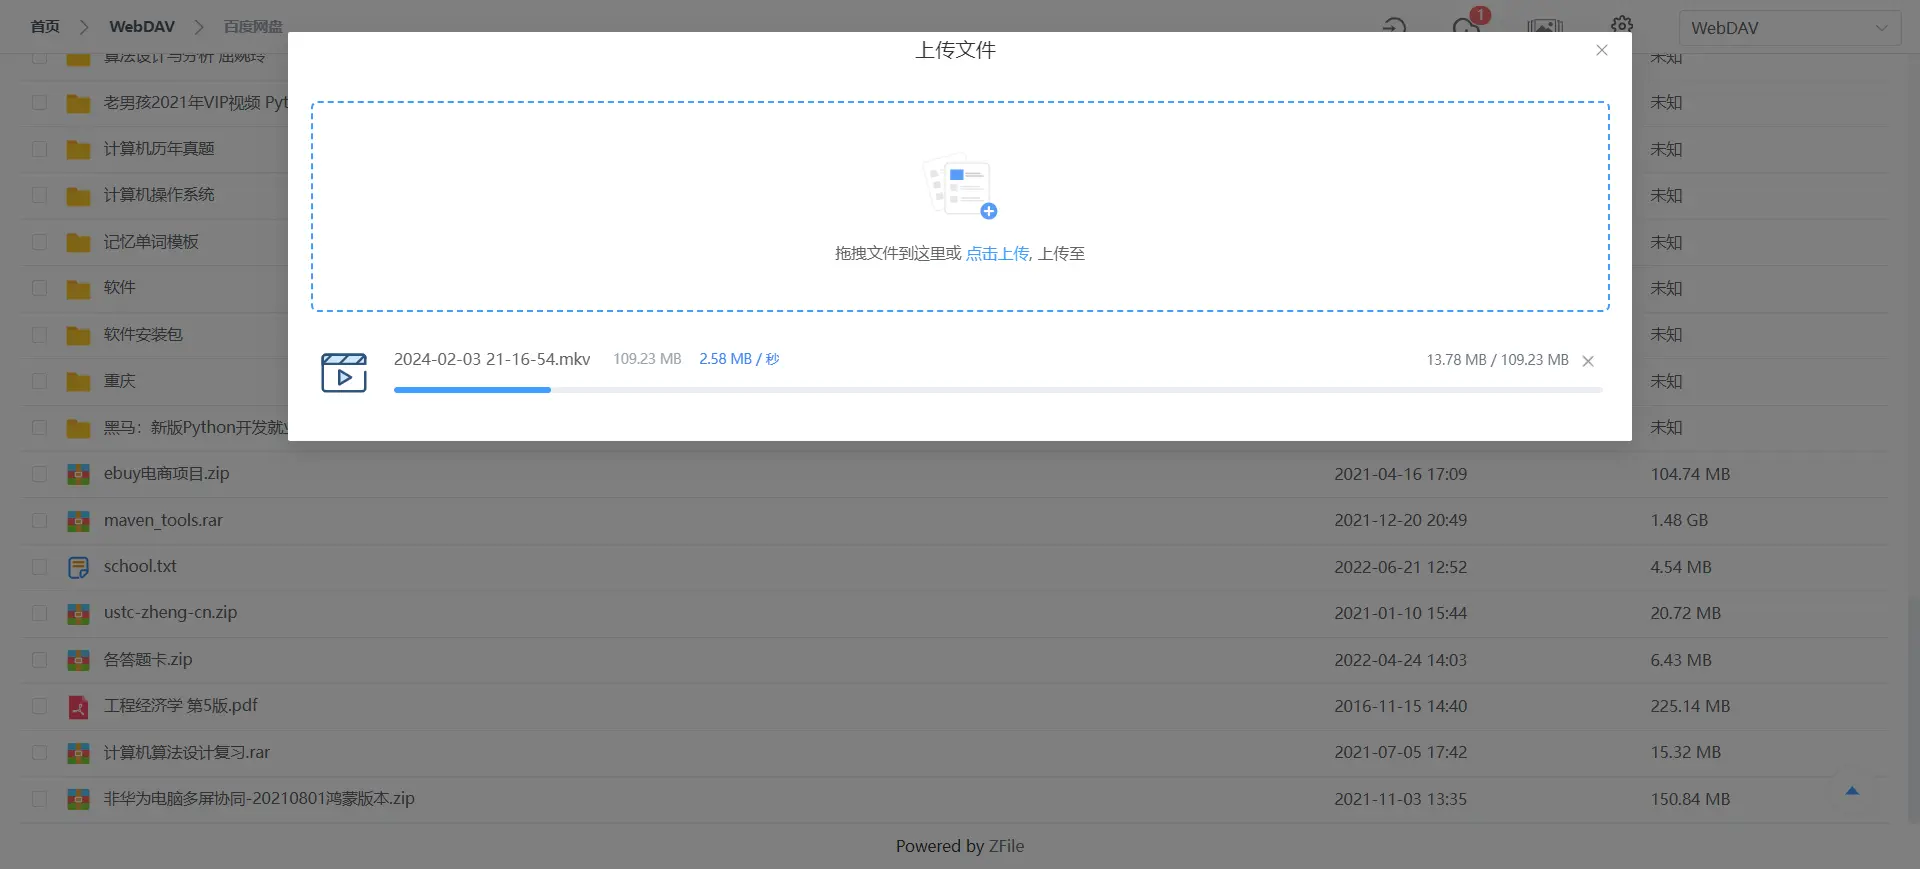 首页 WebDAV 百度网盘 1 WebDAV
上传文件
算法设计与分析 屈婉玲 未知
老男孩2021年VIP视频 Pyt 未知
计算机历年真题 未知
计算机操作系统 未知
记忆单词模板 未知
拖拽文件到这里或 点击上传, 上传至
软件 未知
软件安装包 未知
2024-02-03 21-16-54.mkv 109.23 MB 2.58 MB / 秒 13.78 MB / 109.23 MB
重庆 未知
黑马：新版Python开发就 未知
ebuy电商项目.zip 2021-04-16 17:09 104.74 MB
maven_tools.rar 2021-12-20 20:49 1.48 GB
school.txt 2022-06-21 12:52 4.54 MB
ustc-zheng-cn.zip 2021-01-10 15:44 20.72 MB
各答题卡.zip 2022-04-24 14:03 6.43 MB
工程经济学 第5版.pdf 2016-11-15 14:40 225.14 MB
计算机算法设计复习.rar 2021-07-05 17:42 15.32 MB
非华为电脑多屏协同-20210801鸿蒙版本.zip 2021-11-03 13:35 150.84 MB
Powered by ZFile